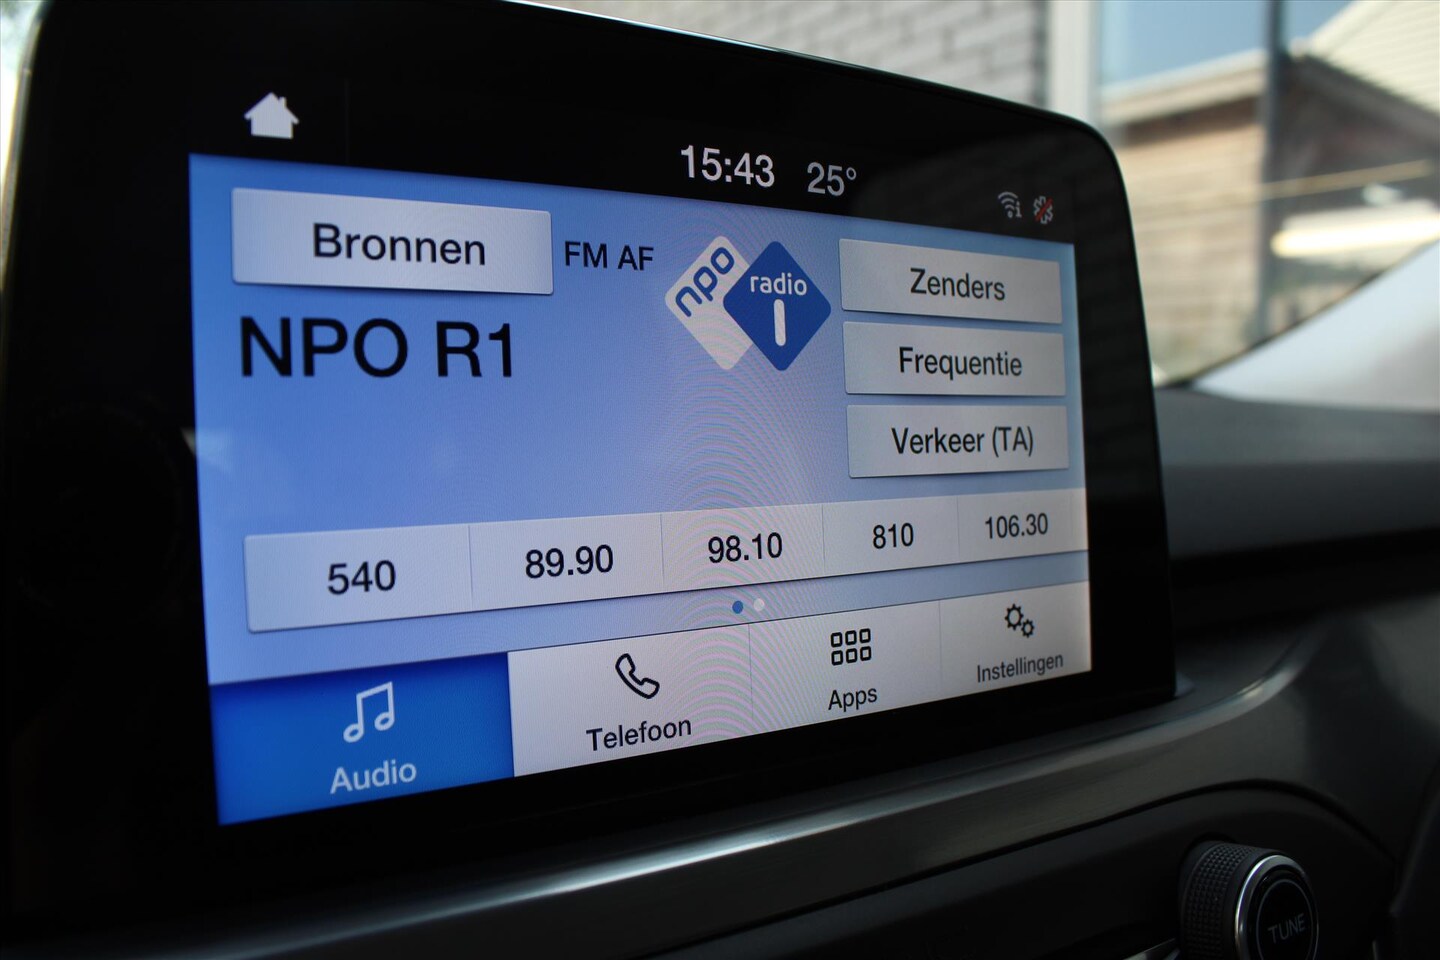 15:43 25°
Bronnen FM AF
npo radio 1
Zenders
NPO R1
Frequentie
Verkeer (TA)
540 89.90 98.10 810 106.30
Audio Telefoon Apps Instellingen
TUNE